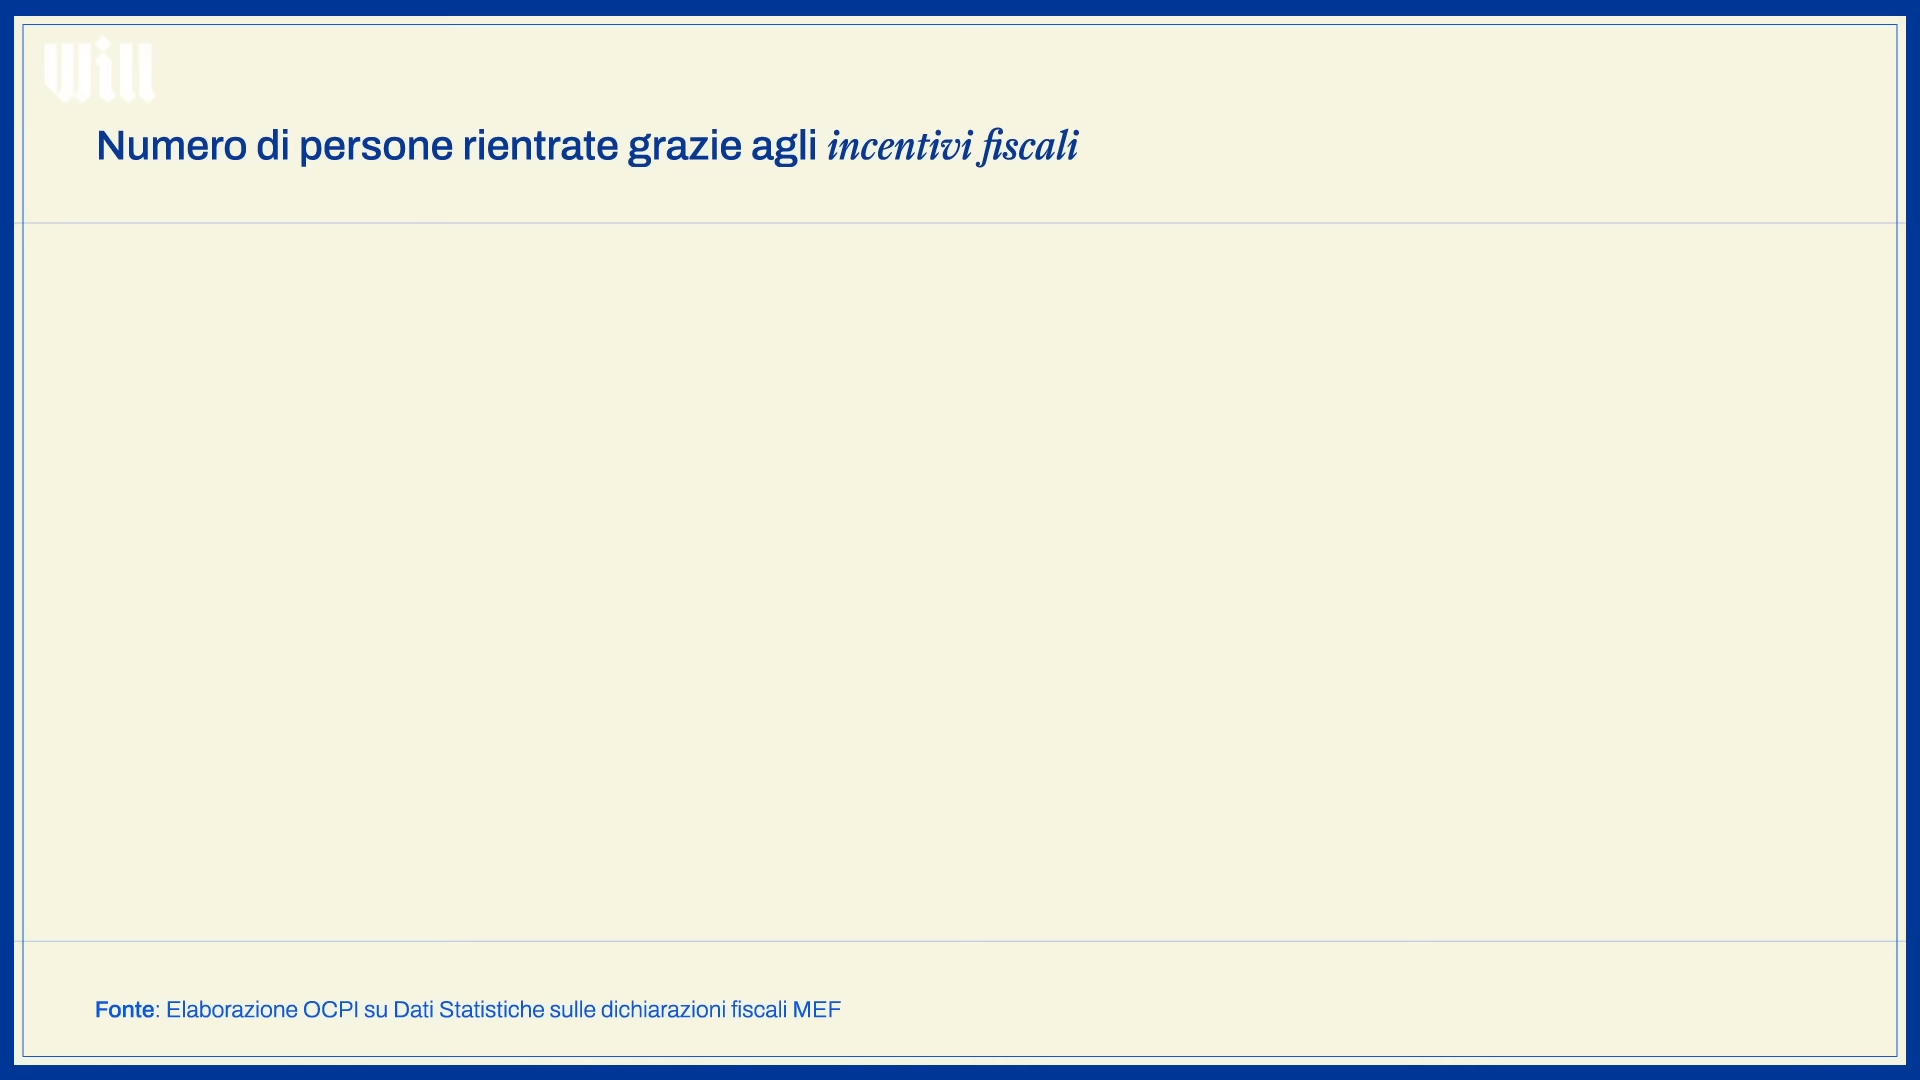 will
Numero di persone rientrate grazie agli incentivi fiscali
Fonte: Elaborazione OCPI su Dati Statistiche sulle dichiarazioni fiscali MEF